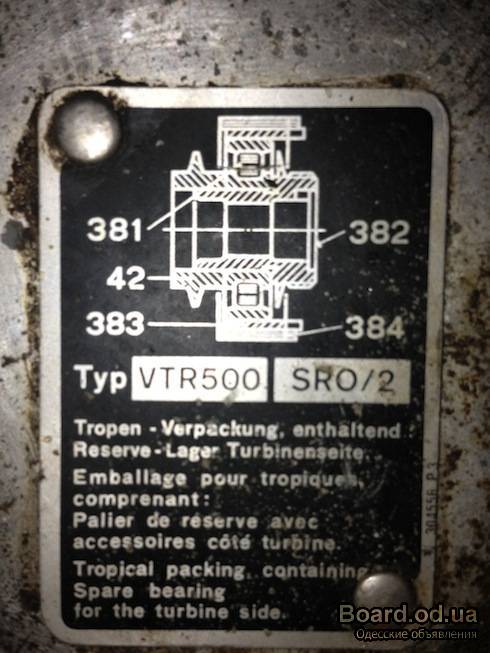 381
382
42
383
384
Typ VTR500 SRO/2
Tropen - Verpackung, enthaltend:
Reserve-Lager Turbinenseite.
Emballage pour tropiques,
comprenant:
Palier de réserve avec
accessoires côté turbine.
Tropical packing, containing
Spare bearing
for the turbine side.
Board.od.ua
Одесские объявления